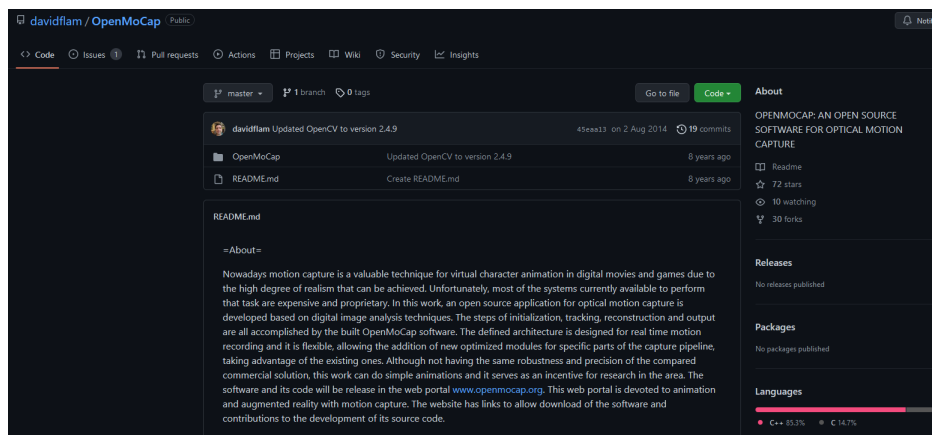 davidflam / OpenMoCap Public
Noti
Code Issues 1 Pull requests Actions Projects Wiki Security Insights
master 1 branch 0 tags Go to file Code
About
OPENMOCAP: AN OPEN SOURCE
SOFTWARE FOR OPTICAL MOTION
CAPTURE
davidflam Updated OpenCV to version 2.4.9 45eaa13 on 2 Aug 2014 19 commits
OpenMoCap Updated OpenCV to version 2.4.9 8 years ago
README.md Create README.md 8 years ago
Readme
72 stars
10 watching
30 forks
README.md
=About=
Nowadays motion capture is a valuable technique for virtual character animation in digital movies and games due to
the high degree of realism that can be achieved. Unfortunately, most of the systems currently available to perform
that task are expensive and proprietary. In this work, an open source application for optical motion capture is
developed based on digital image analysis techniques. The steps of initialization, tracking, reconstruction and output
are all accomplished by the built OpenMoCap software. The defined architecture is designed for real time motion
recording and it is flexible, allowing the addition of new optimized modules for specific parts of the capture pipeline,
taking advantage of the existing ones. Although not having the same robustness and precision of the compared
commercial solution, this work can do simple animations and it serves as an incentive for research in the area. The
software and its code will be release in the web portal www.openmocap.org. This web portal is devoted to animation
and augmented reality with motion capture. The website has links to allow download of the software and
contributions to the development of its source code.
Releases
No releases published
Packages
No packages published
Languages
C++ 85.3% C 14.7%